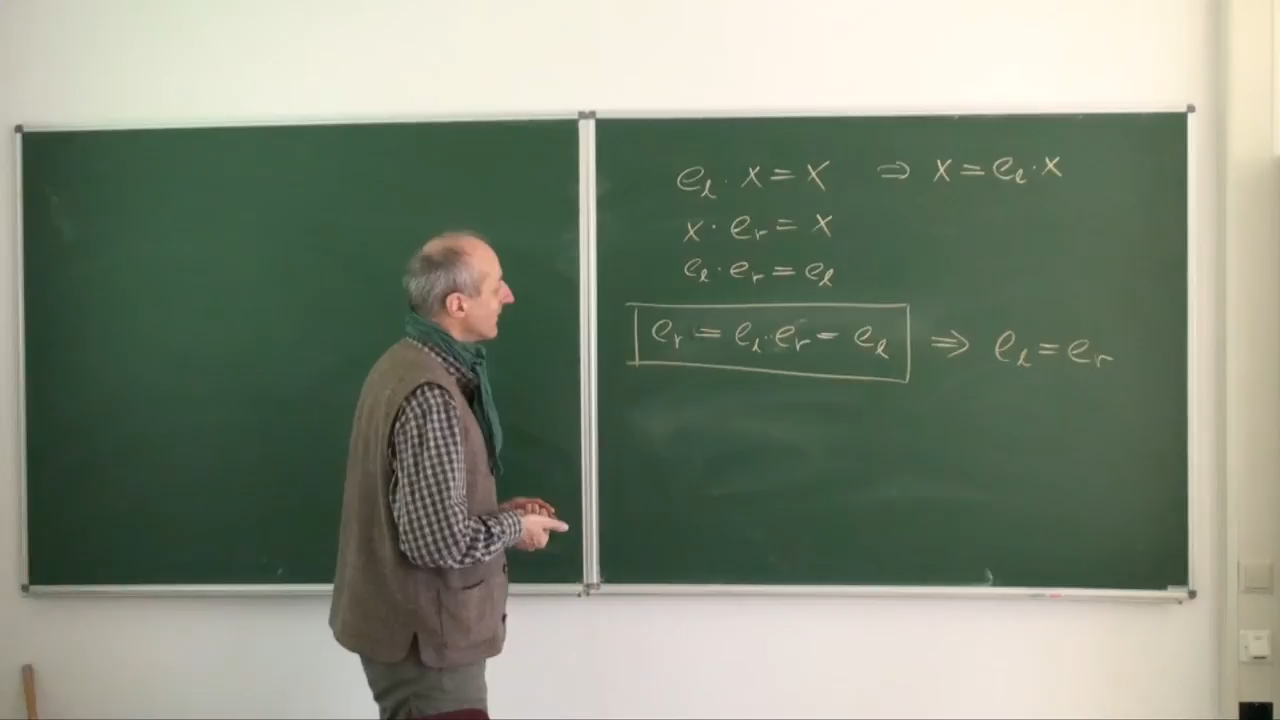 eₗ · x = x ⇒ x = eₗ · x
x · eᵣ = x
eₗ · eᵣ = eₗ
eᵣ = eₗ · eᵣ = eₗ ⇒ eₗ = eᵣ